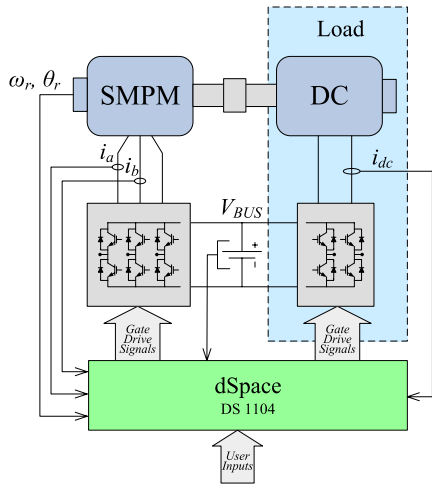 Load
ωr, θr
SMPM
DC
ia
ib
idc
VBUS
+
-
Gate
Drive
Signals
Gate
Drive
Signals
dSpace
DS 1104
User
Inputs